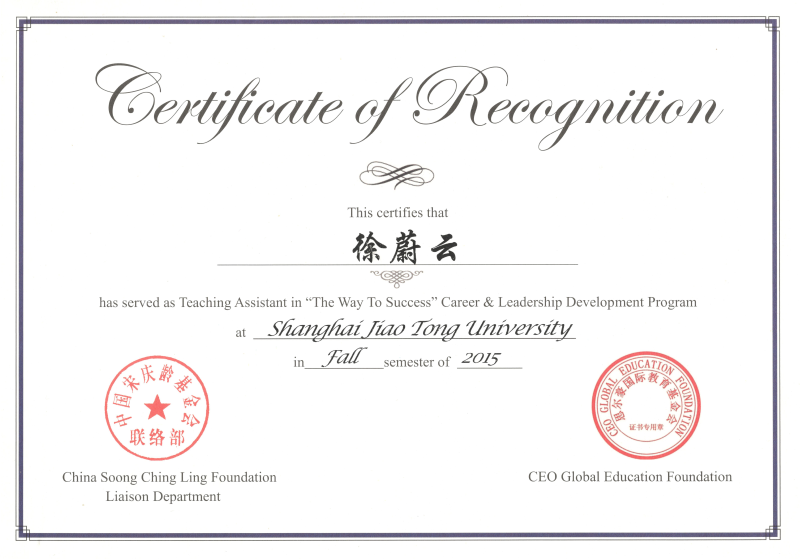 Certificate of Recognition
This certifies that
徐蔚云
has served as Teaching Assistant in “The Way To Success” Career & Leadership Development Program
at Shanghai Jiao Tong University
in Fall semester of 2015
中国宋庆龄基金会
联络部
CEO GLOBAL EDUCATION FOUNDATION
思尔豪国际教育基金会
证书专用章
China Soong Ching Ling Foundation
Liaison Department
CEO Global Education Foundation